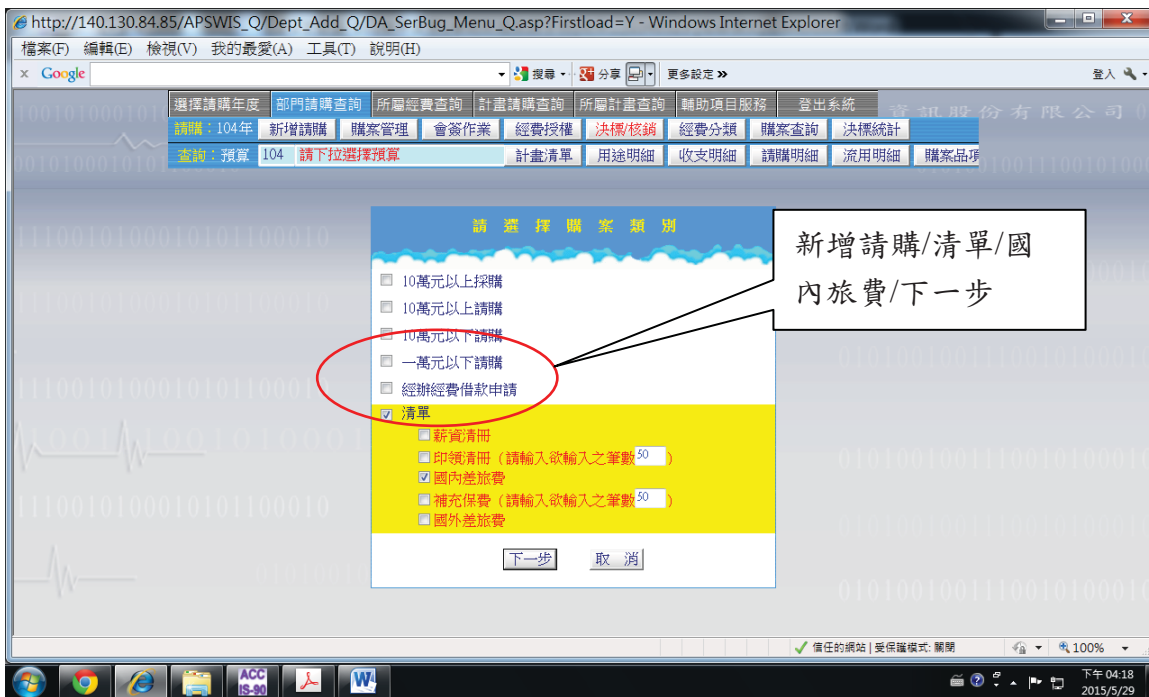 http://140.130.84.85/APSWIS_Q/Dept_Add_Q/DA_SerBug_Menu_Q.asp?Firstload=Y - Windows Internet Explorer
檔案(F) 編輯(E) 檢視(V) 我的最愛(A) 工具(T) 說明(H)
x Google 搜尋 分享 更多設定 » 登入
選擇請購年度 部門請購查詢 所屬經費查詢 計畫請購查詢 所屬計畫查詢 輔助項目服務 登出系統
資訊股份有限公司
請購：104年 新增請購 購案管理 會簽作業 經費授權 決標/核銷 經費分類 購案查詢 決標統計
查詢：預算 104 請下拉選擇預算 計畫清單 用途明細 收支明細 請購明細 流用明細 購案品項
請選擇購案類別
新增請購/清單/國
內旅費/下一步
10萬元以上採購
10萬元以上請購
10萬元以下請購
一萬元以下請購
經辦經費借款申請
清單
薪資清冊
印領清冊（請輸入欲輸入之筆數 50 ）
國內差旅費
補充保費（請輸入欲輸入之筆數 50 ）
國外差旅費
下一步 取 消
信任的網站 | 受保護模式: 關閉 100%
ACC IS-90
下午 04:18
2015/5/29